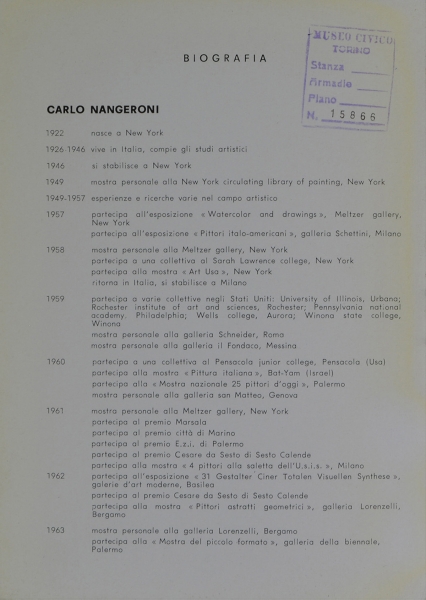 BIOGRAFIA
MUSEO CIVICO
TORINO
Stanza
Armadio
Piano
N. 15866
CARLO NANGERONI
1922 nasce a New York
1926 1946 vive in Italia, compie gli studi artistici
1946 si stabilisce a New York
1949 mostra personale alla New York circulating library of painting, New York
1949-1957 esperienze e ricerche varie nel campo artistico
1957 partecipa all'esposizione « Watercolor and drawings », Meltzer gallery,
New York
partecipa all'esposizione « Pittori italo-americani », galleria Schettini, Milano
1958 mostra personale alla Meltzer gallery, New York
partecipa a una collettiva al Sarah Lawrence college, New York
partecipa alla mostra « Art Usa », New York
ritorna in Italia, si stabilisce a Milano
1959 partecipa a varie collettive negli Stati Uniti: University of Illinois, Urbana;
Rochester institute of art and sciences, Rochester; Pennsylvania national
academy. Philadelphia; Wells college, Aurora; Winona state college,
Winona
mostra personale alla galleria Schneider, Roma
mostra personale alla galleria il Fondaco, Messina
1960 partecipa a una collettiva al Pensacola junior college, Pensacola (Usa)
partecipa alla mostra « Pittura italiana », Bat-Yam (Israel)
partecipa alla « Mostra nazionale 25 pittori d'oggi », Palermo
mostra personale alla galleria san Matteo, Genova
1961 mostra personale alla Meltzer gallery, New York
partecipa al premio Marsala
partecipa al premio città di Marino
partecipa al premio E.z.i. di Palermo
partecipa al premio Cesare da Sesto di Sesto Calende
partecipa alla mostra « 4 pittori alla saletta dell'U.s.i.s. », Milano
1962 partecipa all'esposizione « 31 Gestalter Ciner Totalen Visuellen Synthese »,
galerie d'art moderne, Basilea
partecipa al premio Cesare da Sesto di Sesto Calende
partecipa alla mostra « Pittori astratti geometrici », galleria Lorenzelli,
Bergamo
1963 mostra personale alla galleria Lorenzelli, Bergamo
partecipa alla « Mostra del piccolo formato », galleria della biennale,
Palermo